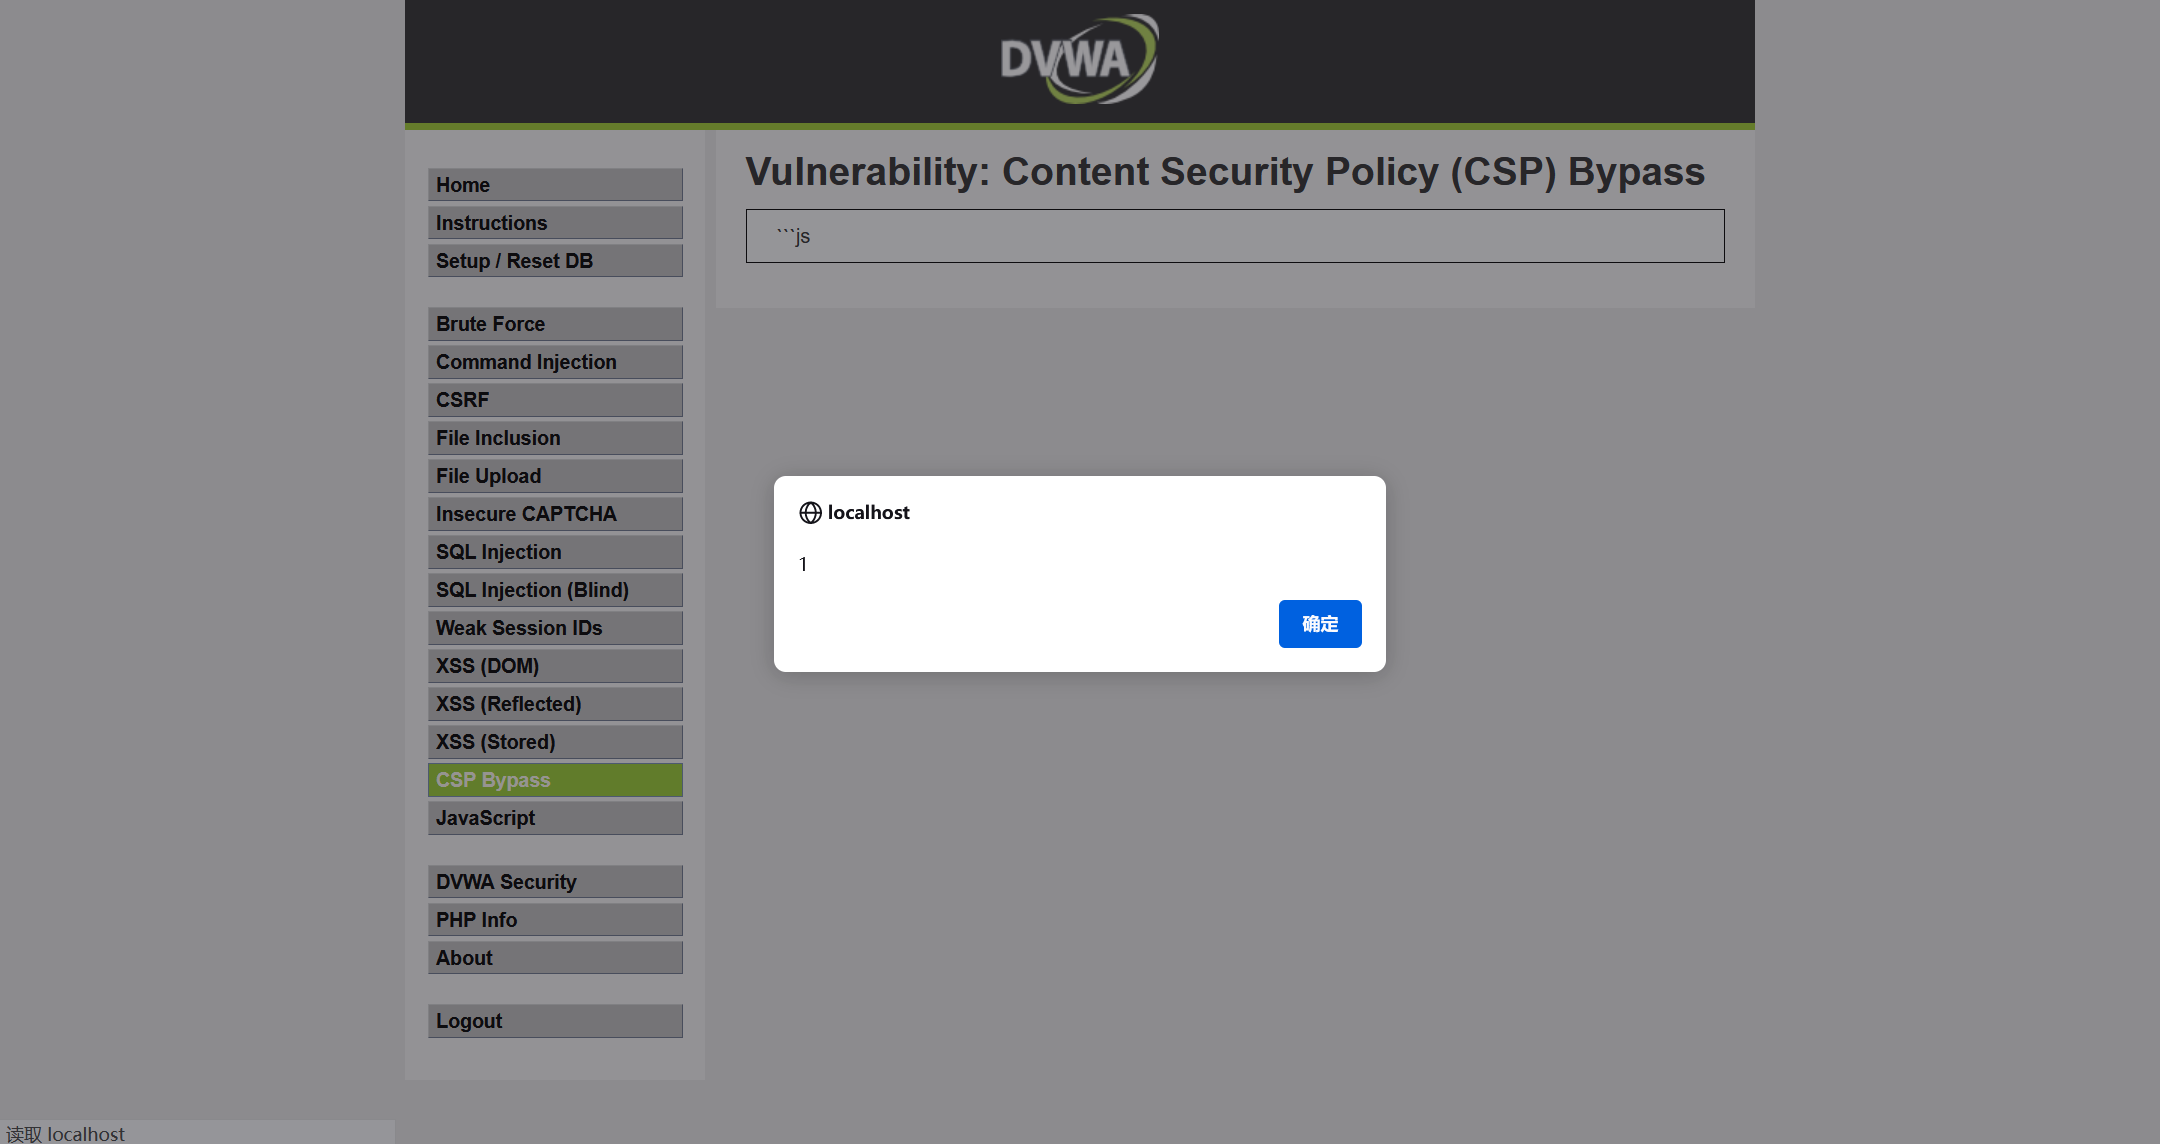 DVWA
Home
Instructions
Setup / Reset DB
Brute Force
Command Injection
CSRF
File Inclusion
File Upload
Insecure CAPTCHA
SQL Injection
SQL Injection (Blind)
Weak Session IDs
XSS (DOM)
XSS (Reflected)
XSS (Stored)
CSP Bypass
JavaScript
DVWA Security
PHP Info
About
Logout
Vulnerability: Content Security Policy (CSP) Bypass
```js
localhost
1
确定
读取 localhost